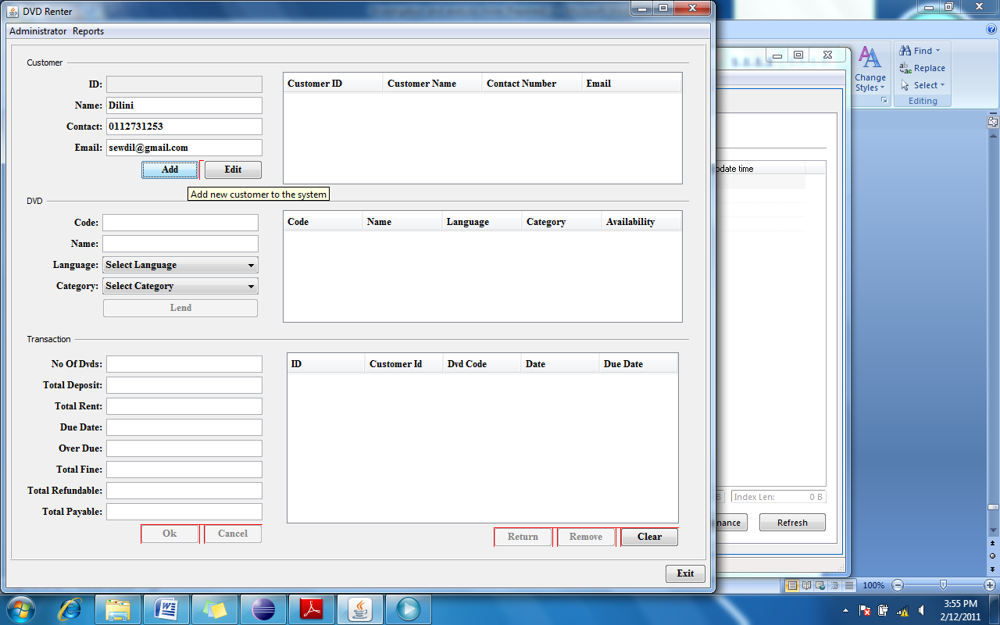 DVD Renter
Administrator Reports
Customer
ID:
Name: Dilini
Contact: 0112731253
Email: sewdil@gmail.com
Add Edit
Add new customer to the system
Customer ID Customer Name Contact Number Email
DVD
Code:
Name:
Language: Select Language
Category: Select Category
Lend
Code Name Language Category Availability
Transaction
No Of Dvds:
Total Deposit:
Total Rent:
Due Date:
Over Due:
Total Fine:
Total Refundable:
Total Payable:
Ok Cancel
ID Customer Id Dvd Code Date Due Date
Return Remove Clear
Exit
Change
Styles
Find
Replace
Select
Editing
pdate time
B Index Len: 0 B
nance Refresh
100%
3:55 PM
2/12/2011